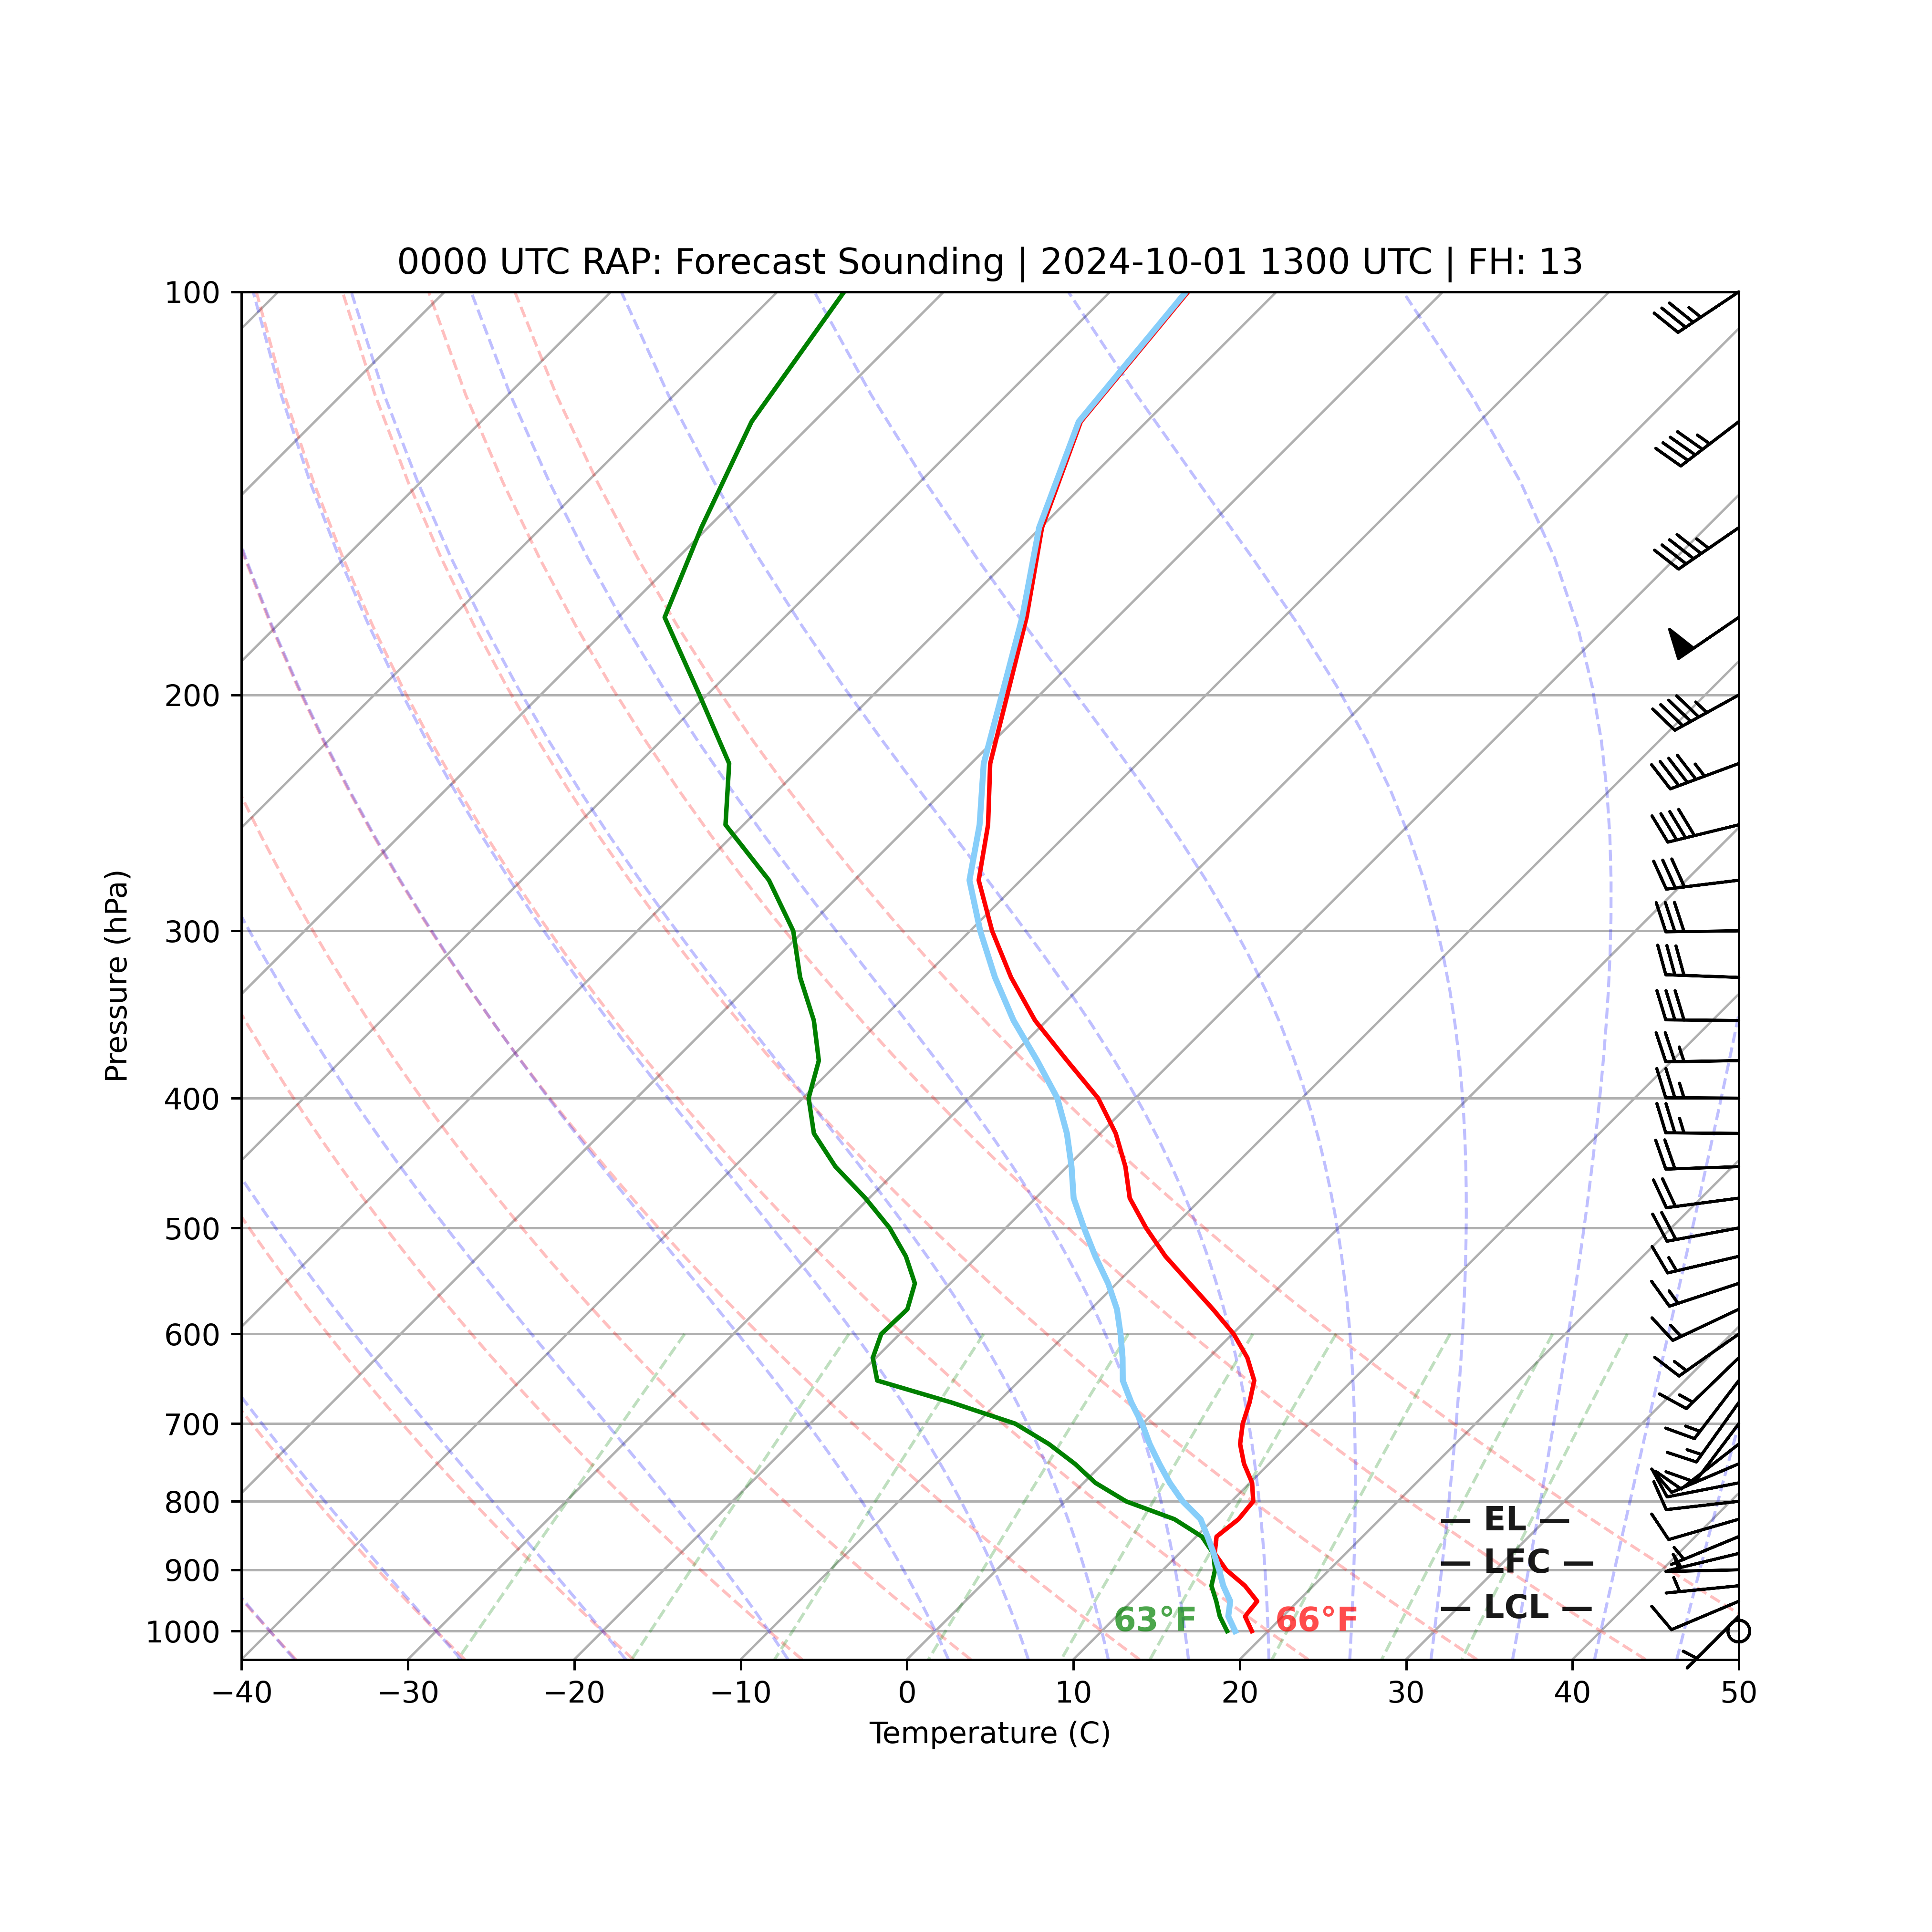 0000 UTC RAP: Forecast Sounding | 2024-10-01 1300 UTC | FH: 13
100
200
300
400
500
600
700
800
900
1000
Pressure (hPa)
— EL —
— LFC —
— LCL —
63°F 66°F
−40 −30 −20 −10 0 10 20 30 40 50
Temperature (C)